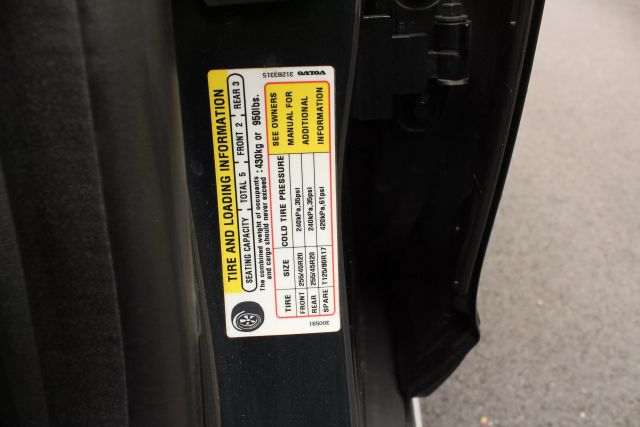 TIRE AND LOADING INFORMATION
SEATING CAPACITY TOTAL 5 FRONT 2 REAR 3
The combined weight of occupants and cargo should never exceed : 430kg or 950lbs.
TIRE SIZE COLD TIRE PRESSURE
FRONT 255/45R20 240kPa,35psi
REAR 255/45R20 240kPa,35psi
SPARE T125/80R17 420kPa,61psi
SEE OWNERS
MANUAL FOR
ADDITIONAL
INFORMATION
VOLVO 31283315
300591